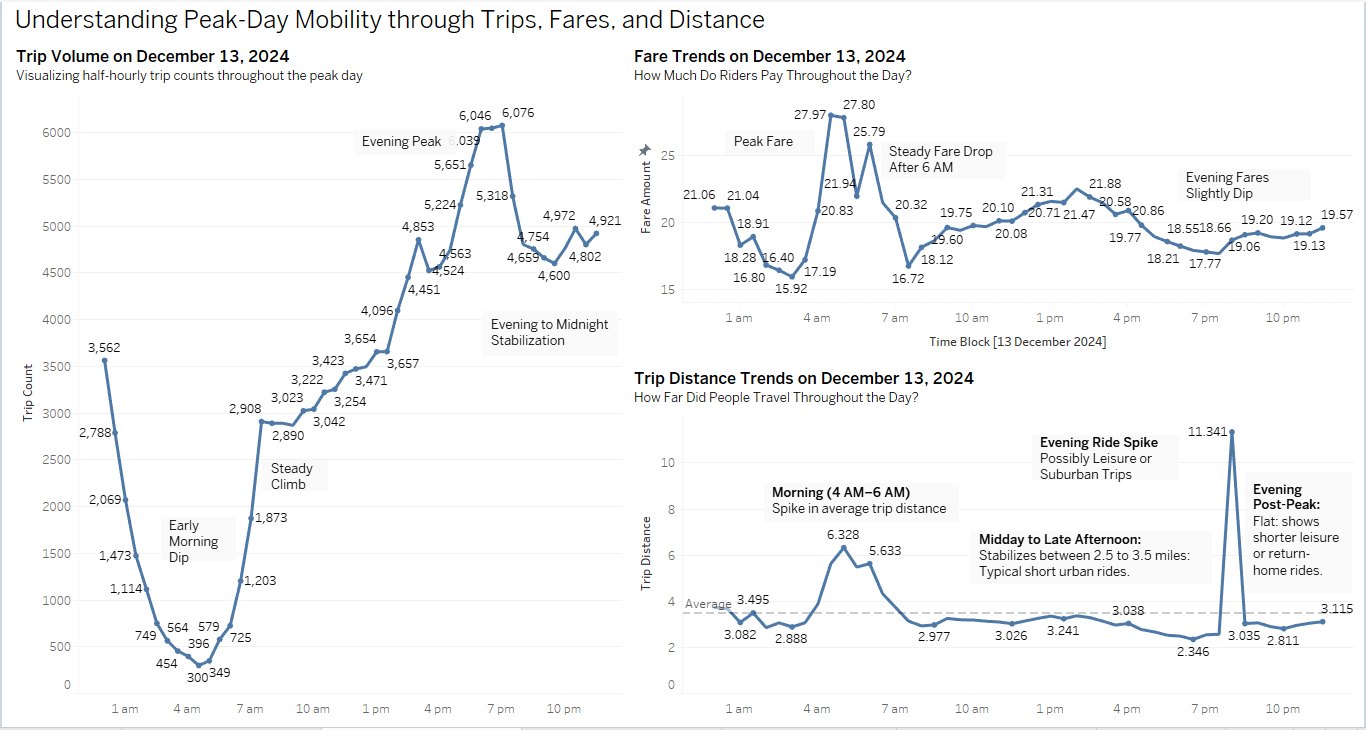 Understanding Peak-Day Mobility through Trips, Fares, and Distance
Trip Volume on December 13, 2024
Visualizing half-hourly trip counts throughout the peak day
Trip Count
6000
5500
5000
4500
4000
3500
3000
2500
2000
1500
1000
500
0
3,562
2,788
2,069
1,473
1,114
749
564
454
396
300
349
579
725
1,203
1,873
2,908
2,890
3,023
3,042
3,222
3,254
3,423
3,471
3,654
3,657
4,096
4,451
4,853
4,524
4,563
5,224
5,651
6,039
6,046
6,076
5,318
4,754
4,659
4,600
4,972
4,802
4,921
Early
Morning
Dip
Steady
Climb
Evening Peak
Evening to Midnight
Stabilization
1 am
4 am
7 am
10 am
1 pm
4 pm
7 pm
10 pm
Fare Trends on December 13, 2024
How Much Do Riders Pay Throughout the Day?
Fare Amount
25
20
15
21.06
21.04
18.28
18.91
16.80
16.40
15.92
17.19
20.83
27.97
27.80
21.94
25.79
20.32
16.72
18.12
19.60
19.75
20.10
20.08
20.71
21.31
21.47
21.88
20.58
20.86
19.77
18.21
18.55
17.77
18.66
19.06
19.20
19.12
19.13
19.57
Peak Fare
Steady Fare Drop
After 6 AM
Evening Fares
Slightly Dip
1 am
4 am
7 am
10 am
1 pm
4 pm
7 pm
10 pm
Time Block [13 December 2024]
Trip Distance Trends on December 13, 2024
How Far Did People Travel Throughout the Day?
Trip Distance
10
8
6
4
2
0
Average
3.082
3.495
2.888
6.328
5.633
2.977
3.026
3.241
3.038
2.346
11.341
3.035
2.811
3.115
Morning (4 AM–6 AM)
Spike in average trip distance
Midday to Late Afternoon:
Stabilizes between 2.5 to 3.5 miles:
Typical short urban rides.
Evening Ride Spike
Possibly Leisure or
Suburban Trips
Evening
Post-Peak:
Flat: shows
shorter leisure
or return-
home rides.
1 am
4 am
7 am
10 am
1 pm
4 pm
7 pm
10 pm